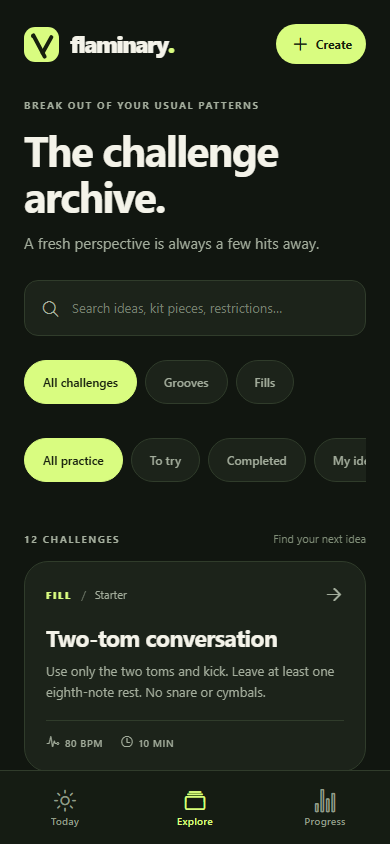 flaminary.
Create
BREAK OUT OF YOUR USUAL PATTERNS
The challenge
archive.
A fresh perspective is always a few hits away.
Search ideas, kit pieces, restrictions...
All challenges
Grooves
Fills
All practice
To try
Completed
My ide
12 CHALLENGES
Find your next idea
FILL / Starter
Two-tom conversation
Use only the two toms and kick. Leave at least one
eighth-note rest. No snare or cymbals.
80 BPM
10 MIN
Today
Explore
Progress